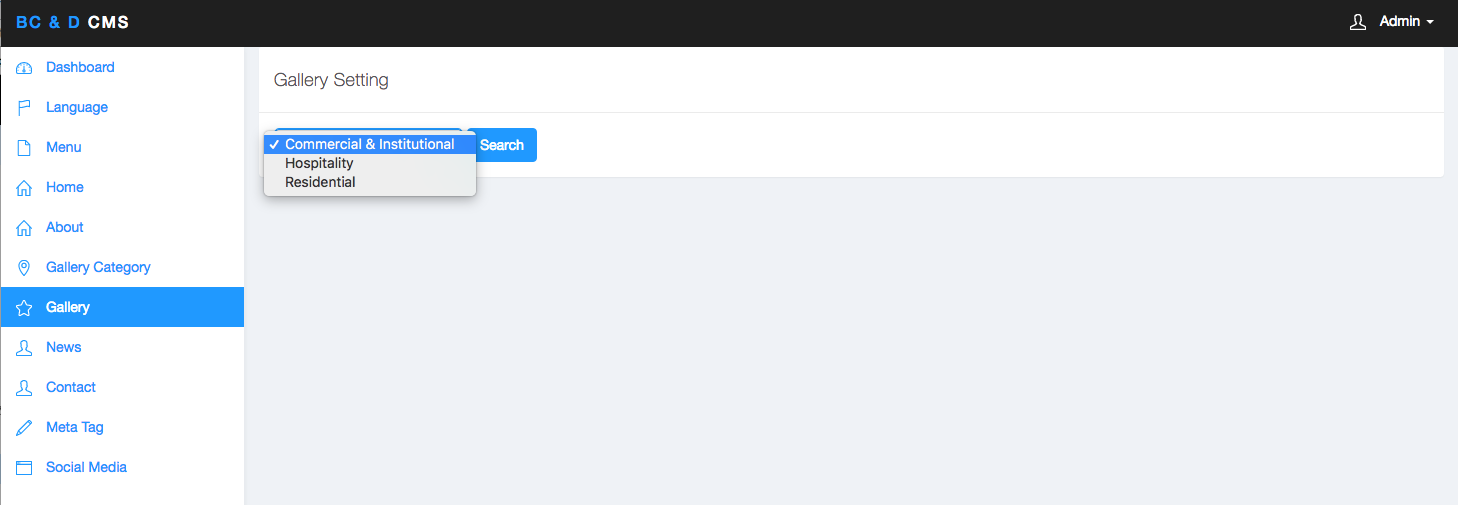 BC & D CMS
Admin
Dashboard
Language
Menu
Home
About
Gallery Category
Gallery
News
Contact
Meta Tag
Social Media
Gallery Setting
Commercial & Institutional
Hospitality
Residential
Search